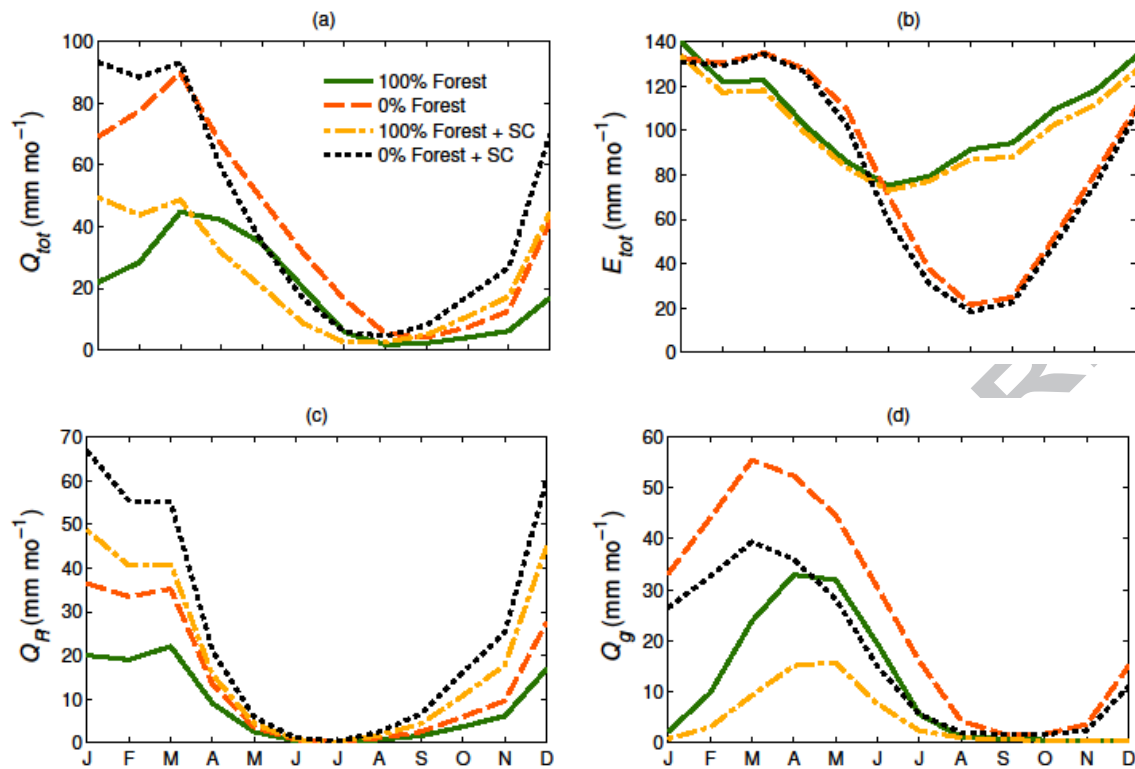 (a)
100
80
60
40
20
0
Q_tot (mm mo⁻¹)
100% Forest
0% Forest
100% Forest + SC
0% Forest + SC
(b)
140
120
100
80
60
40
20
0
E_tot (mm mo⁻¹)
(c)
70
60
50
40
30
20
10
0
Q_R (mm mo⁻¹)
J F M A M J J A S O N D
(d)
60
50
40
30
20
10
0
Q_g (mm mo⁻¹)
J F M A M J J A S O N D